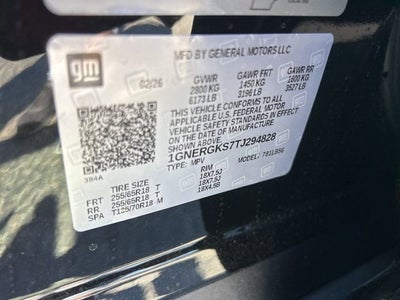 gm
MFD BY GENERAL MOTORS LLC
02/26 GVWR GAWR FRT GAWR RR
2800 KG 1450 KG 1600 KG
6173 LB 3196 LB 3527 LB
THIS VEHICLE CONFORMS TO ALL
APPLICABLE U.S. FEDERAL MOTOR
VEHICLE SAFETY STANDARDS IN
EFFECT ON THE DATE OF
MANUFACTURE SHOWN ABOVE.
1GNERGKS7TJ294828
TYPE: MPV MODEL:
TIRE SIZE RIM
FRT 255/65R18 T 18X7.5J
RR 255/65R18 T 18X7.5J
SPA T135/70R18 M 18X4.5B